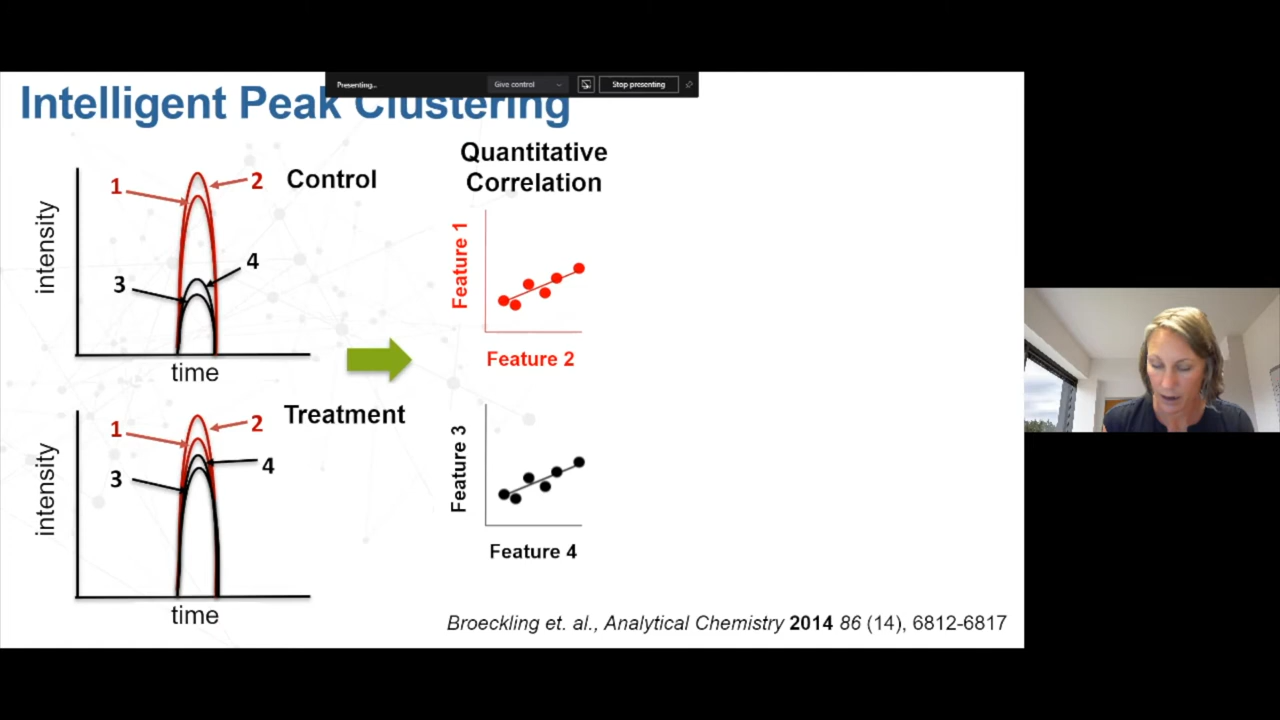 Presenting...
Give control
Stop presenting
Intelligent Peak Clustering
Control
intensity
1
2
3
4
time
Quantitative
Correlation
Feature 1
Feature 2
Treatment
intensity
1
2
3
4
time
Feature 3
Feature 4
Broeckling et. al., Analytical Chemistry 2014 86 (14), 6812-6817